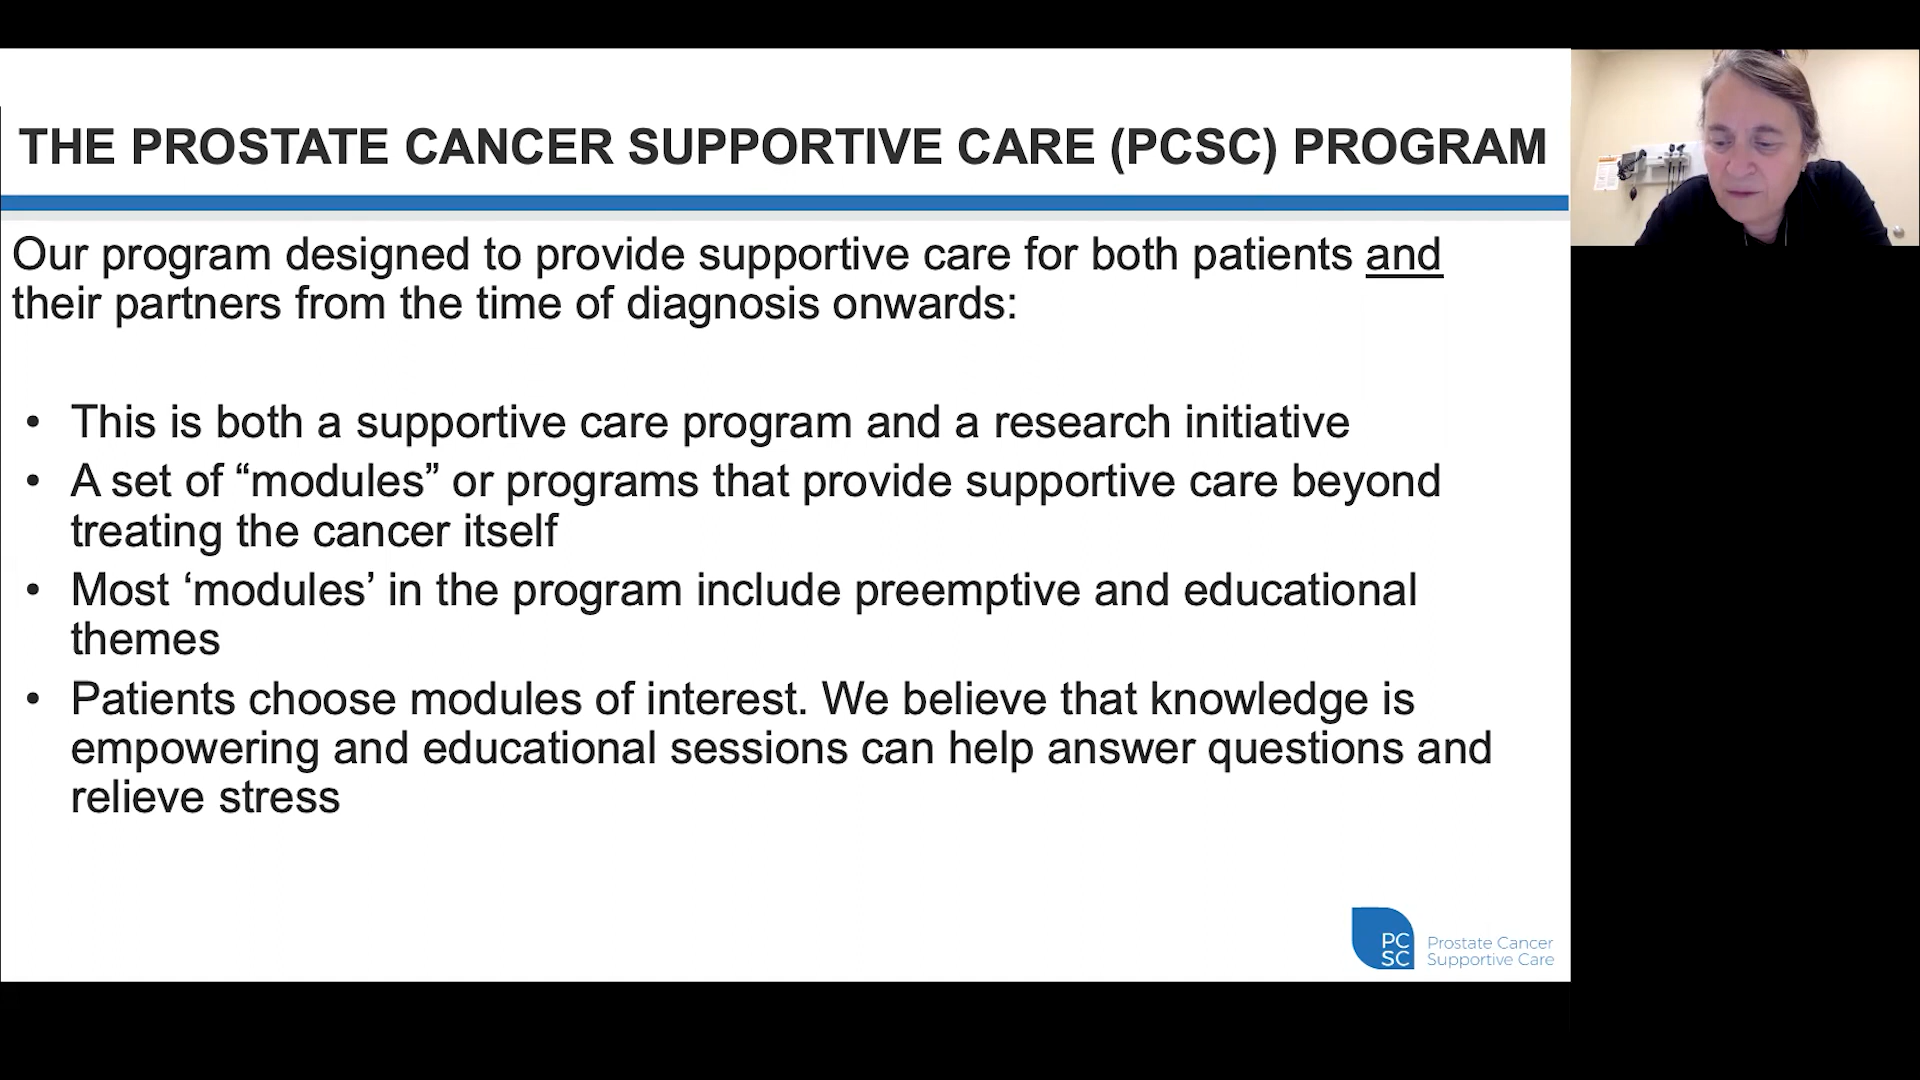 THE PROSTATE CANCER SUPPORTIVE CARE (PCSC) PROGRAM
Our program designed to provide supportive care for both patients and
their partners from the time of diagnosis onwards:
• This is both a supportive care program and a research initiative
• A set of “modules” or programs that provide supportive care beyond
treating the cancer itself
• Most ‘modules’ in the program include preemptive and educational
themes
• Patients choose modules of interest. We believe that knowledge is
empowering and educational sessions can help answer questions and
relieve stress
PC
SC
Prostate Cancer
Supportive Care